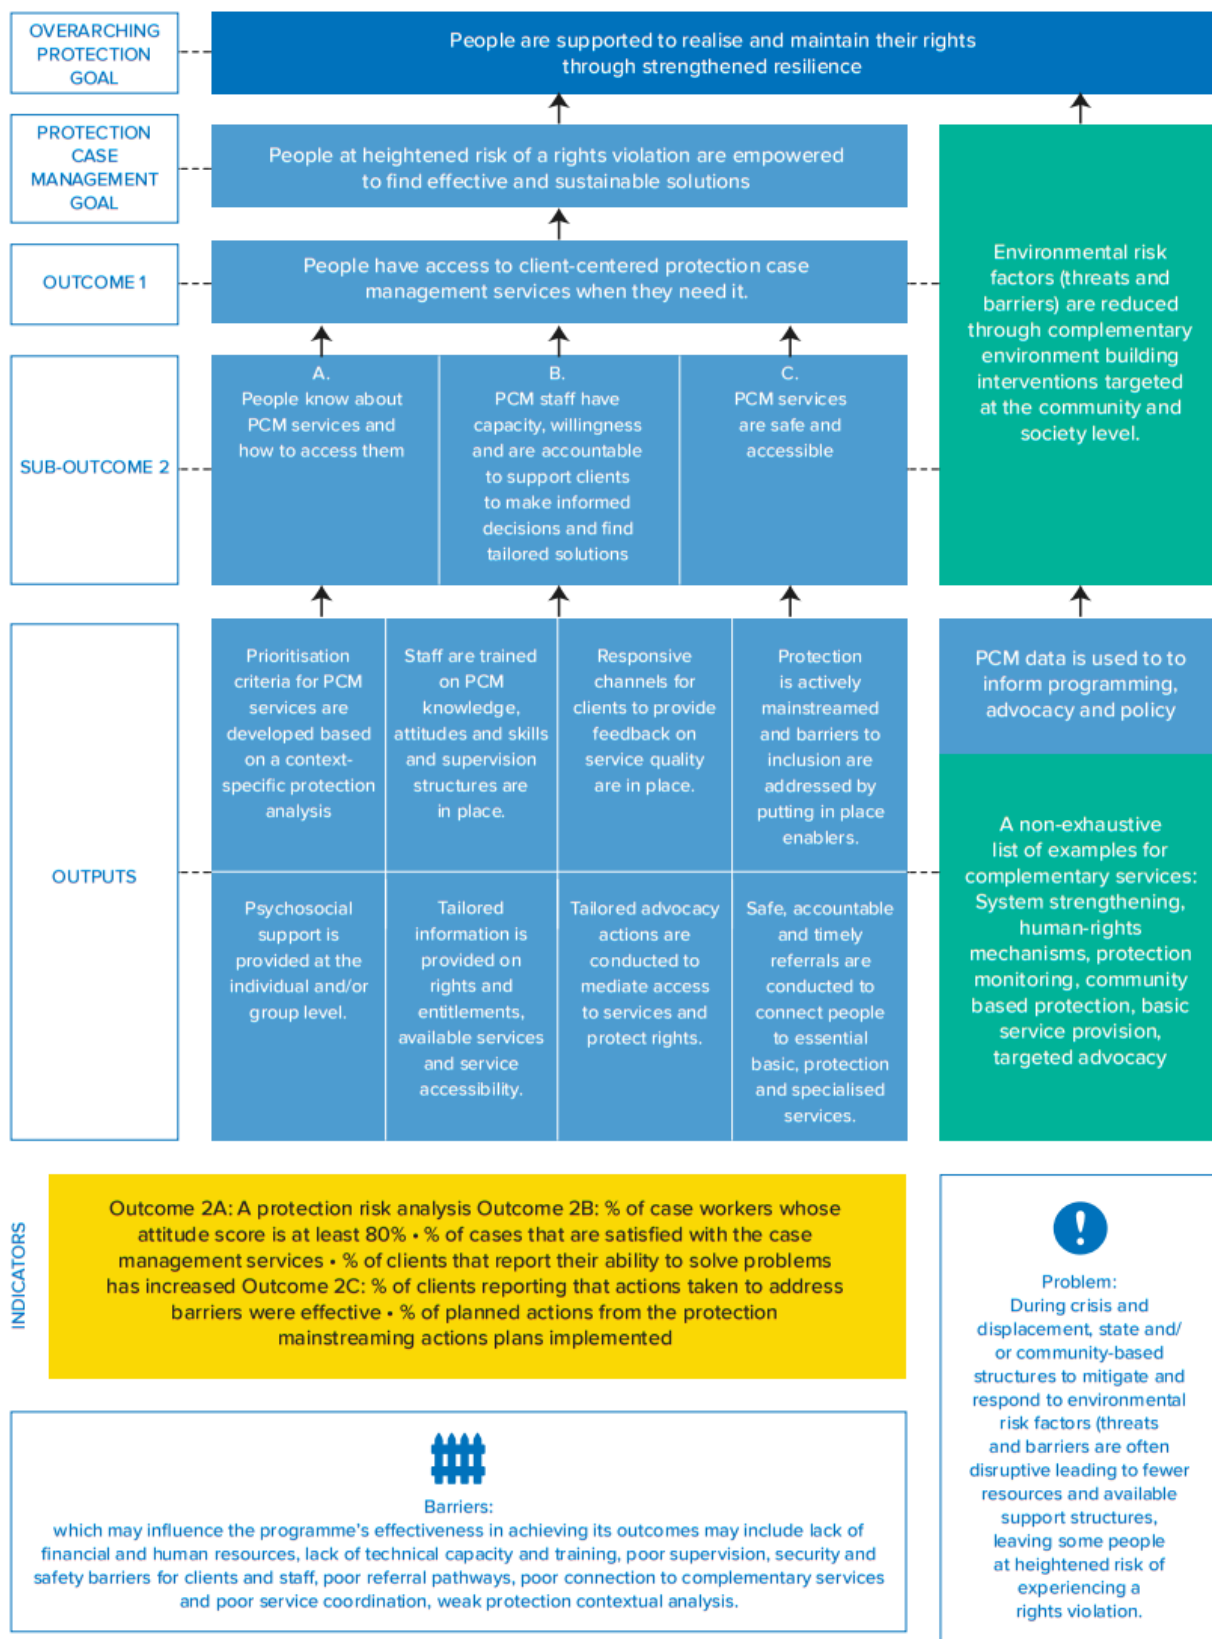 OVERARCHING
PROTECTION
GOAL
People are supported to realise and maintain their rights
through strengthened resilience
PROTECTION
CASE
MANAGEMENT
GOAL
People at heightened risk of a rights violation are empowered
to find effective and sustainable solutions
OUTCOME 1
People have access to client-centered protection case
management services when they need it.
Environmental risk
factors (threats and
barriers) are reduced
through complementary
environment building
interventions targeted
at the community and
society level.
SUB-OUTCOME 2
A.
People know about
PCM services and
how to access them
B.
PCM staff have
capacity, willingness
and are accountable
to support clients
to make informed
decisions and find
tailored solutions
C.
PCM services
are safe and
accessible
OUTPUTS
Prioritisation
criteria for PCM
services are
developed based
on a context-
specific protection
analysis
Staff are trained
on PCM
knowledge,
attitudes and skills
and supervision
structures are
in place.
Responsive
channels for
clients to provide
feedback on
service quality
are in place.
Protection
is actively
mainstreamed
and barriers to
inclusion are
addressed by
putting in place
enablers.
PCM data is used to to
inform programming,
advocacy and policy
Psychosocial
support is
provided at the
individual and/or
group level.
Tailored
information is
provided on
rights and
entitlements,
available services
and service
accessibility.
Tailored advocacy
actions are
conducted to
mediate access
to services and
protect rights.
Safe, accountable
and timely
referrals are
conducted to
connect people
to essential
basic, protection
and specialised
services.
A non-exhaustive
list of examples for
complementary services:
System strengthening,
human-rights
mechanisms, protection
monitoring, community
based protection, basic
service provision,
targeted advocacy
INDICATORS
Outcome 2A: A protection risk analysis Outcome 2B: % of case workers whose
attitude score is at least 80% • % of cases that are satisfied with the case
management services • % of clients that report their ability to solve problems
has increased Outcome 2C: % of clients reporting that actions taken to address
barriers were effective • % of planned actions from the protection
mainstreaming actions plans implemented
Barriers:
which may influence the programme's effectiveness in achieving its outcomes may include lack of
financial and human resources, lack of technical capacity and training, poor supervision, security and
safety barriers for clients and staff, poor referral pathways, poor connection to complementary services
and poor service coordination, weak protection contextual analysis.
!
Problem:
During crisis and
displacement, state and/
or community-based
structures to mitigate and
respond to environmental
risk factors (threats
and barriers are often
disruptive leading to fewer
resources and available
support structures,
leaving some people
at heightened risk of
experiencing a
rights violation.